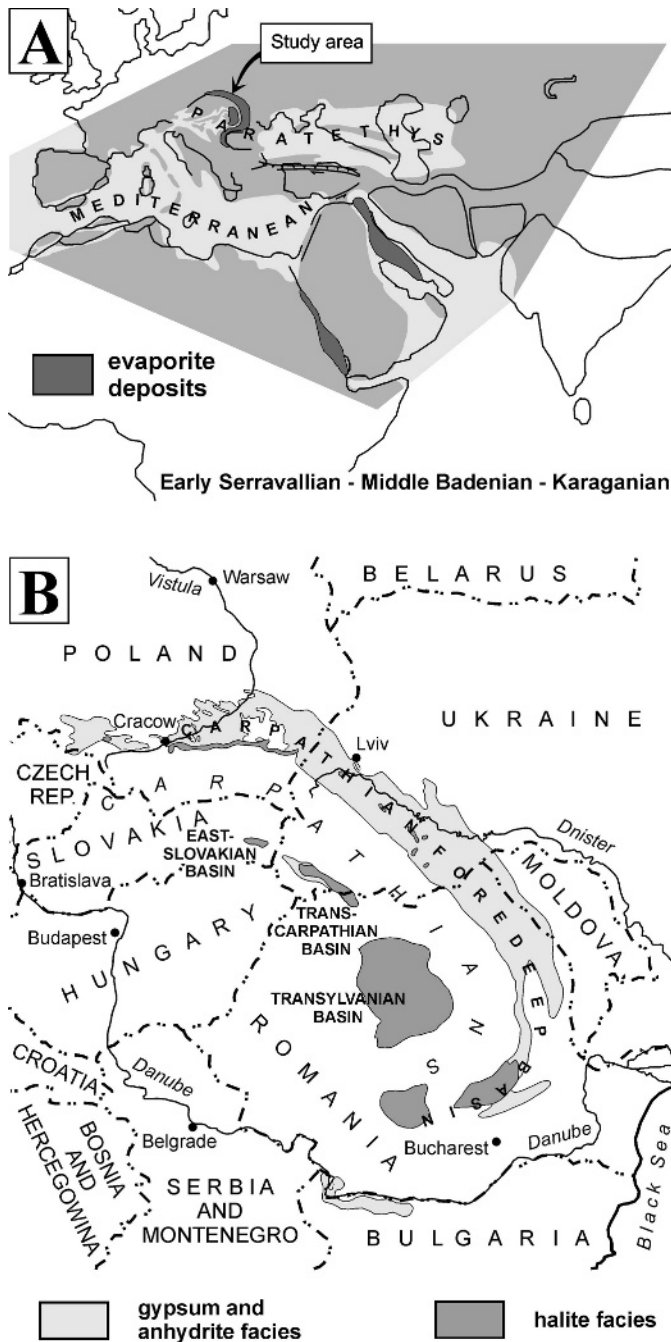 A
Study area
PARATETHYS
MEDITERRANEAN
evaporite
deposits
Early Serravallian - Middle Badenian - Karaganian
B
Vistula
Warsaw
BELARUS
POLAND
UKRAINE
Cracow
Lviv
CARPATHIAN FOREDEEP BASIN
CZECH
REP.
CARPATHIANS
SLOVAKIA
EAST-
SLOVAKIAN
BASIN
Dnister
MOLDOVA
Bratislava
Budapest
HUNGARY
TRANS-
CARPATHIAN
BASIN
TRANSYLVANIAN
BASIN
ROMANIA
CROATIA
Danube
BOSNIA
AND
HERCEGOWINA
Belgrade
Bucharest
Danube
SERBIA
AND
MONTENEGRO
BULGARIA
Black Sea
gypsum and
anhydrite facies
halite facies